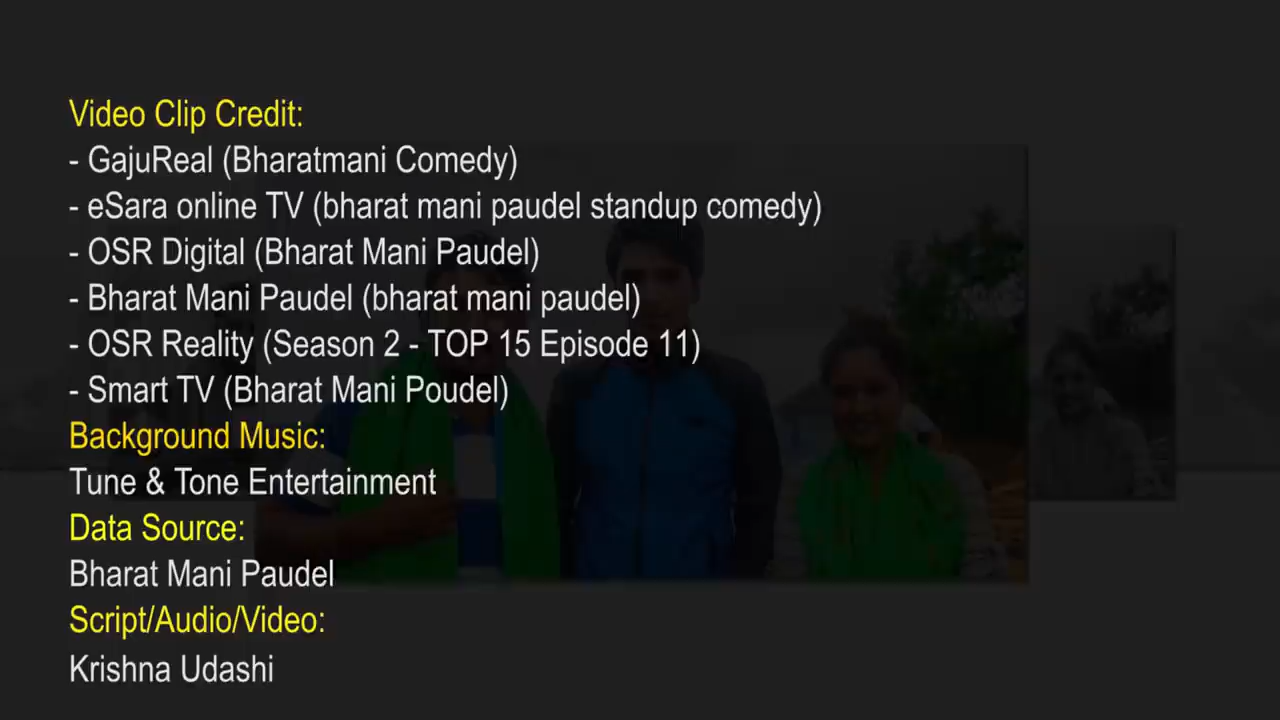 Video Clip Credit:
- GajuReal (Bharatmani Comedy)
- eSara online TV (bharat mani paudel standup comedy)
- OSR Digital (Bharat Mani Paudel)
- Bharat Mani Paudel (bharat mani paudel)
- OSR Reality (Season 2 - TOP 15 Episode 11)
- Smart TV (Bharat Mani Poudel)
Background Music:
Tune & Tone Entertainment
Data Source:
Bharat Mani Paudel
Script/Audio/Video:
Krishna Udashi